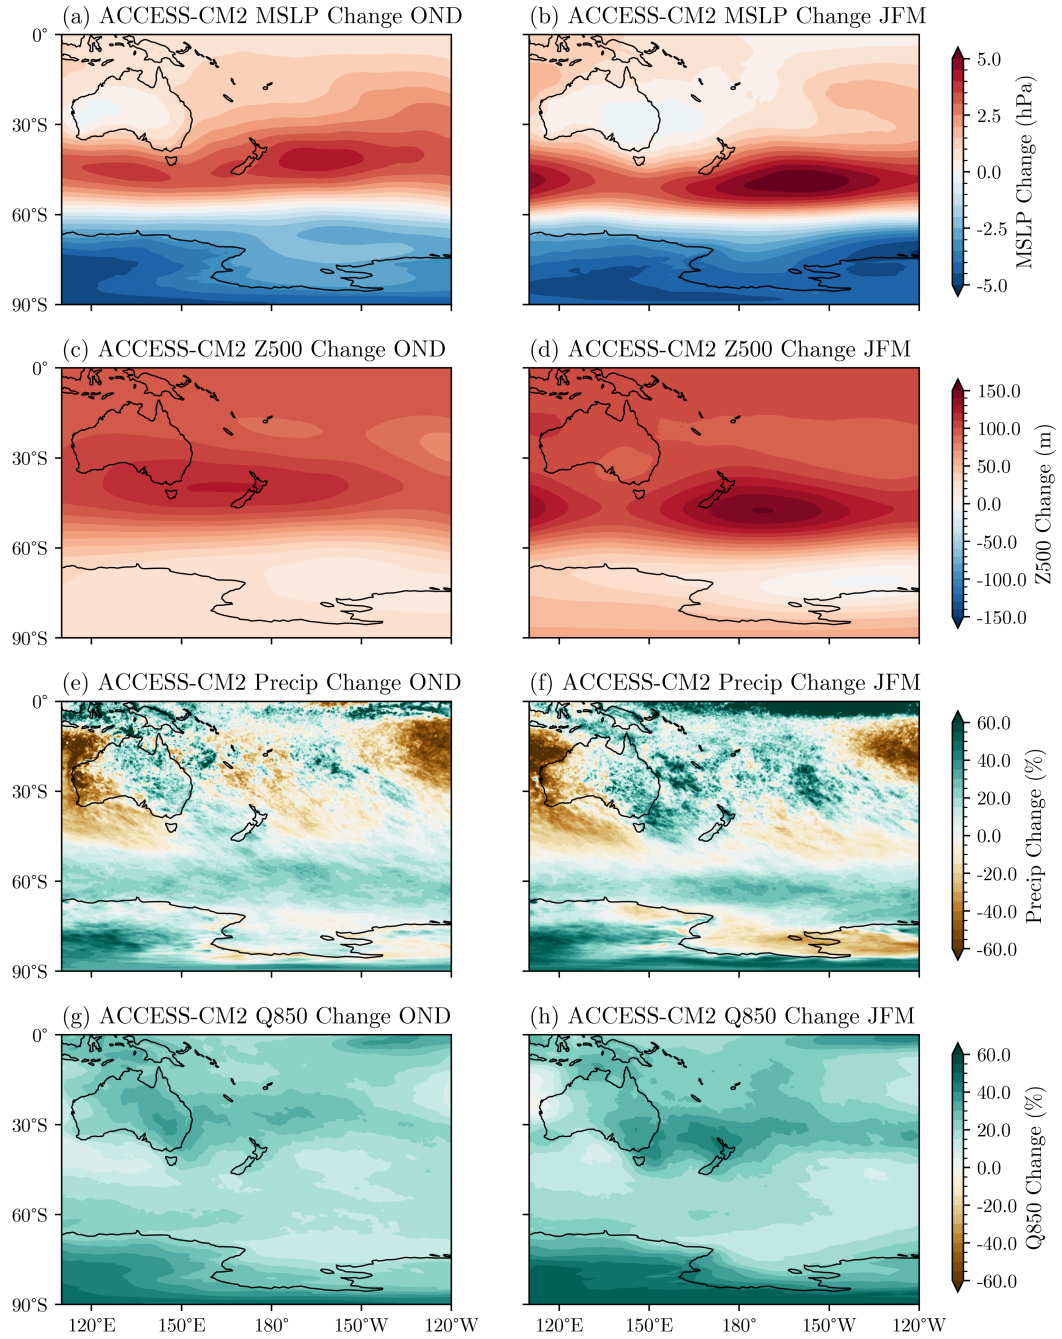 (a) ACCESS-CM2 MSLP Change OND
(b) ACCESS-CM2 MSLP Change JFM
0°
30°S
60°S
90°S
5.0
2.5
0.0
-2.5
-5.0
MSLP Change (hPa)
(c) ACCESS-CM2 Z500 Change OND
(d) ACCESS-CM2 Z500 Change JFM
0°
30°S
60°S
90°S
150.0
100.0
50.0
0.0
-50.0
-100.0
-150.0
Z500 Change (m)
(e) ACCESS-CM2 Precip Change OND
(f) ACCESS-CM2 Precip Change JFM
0°
30°S
60°S
90°S
60.0
40.0
20.0
0.0
-20.0
-40.0
-60.0
Precip Change (%)
(g) ACCESS-CM2 Q850 Change OND
(h) ACCESS-CM2 Q850 Change JFM
0°
30°S
60°S
90°S
60.0
40.0
20.0
0.0
-20.0
-40.0
-60.0
Q850 Change (%)
120°E 150°E 180° 150°W 120°W
120°E 150°E 180° 150°W 120°W